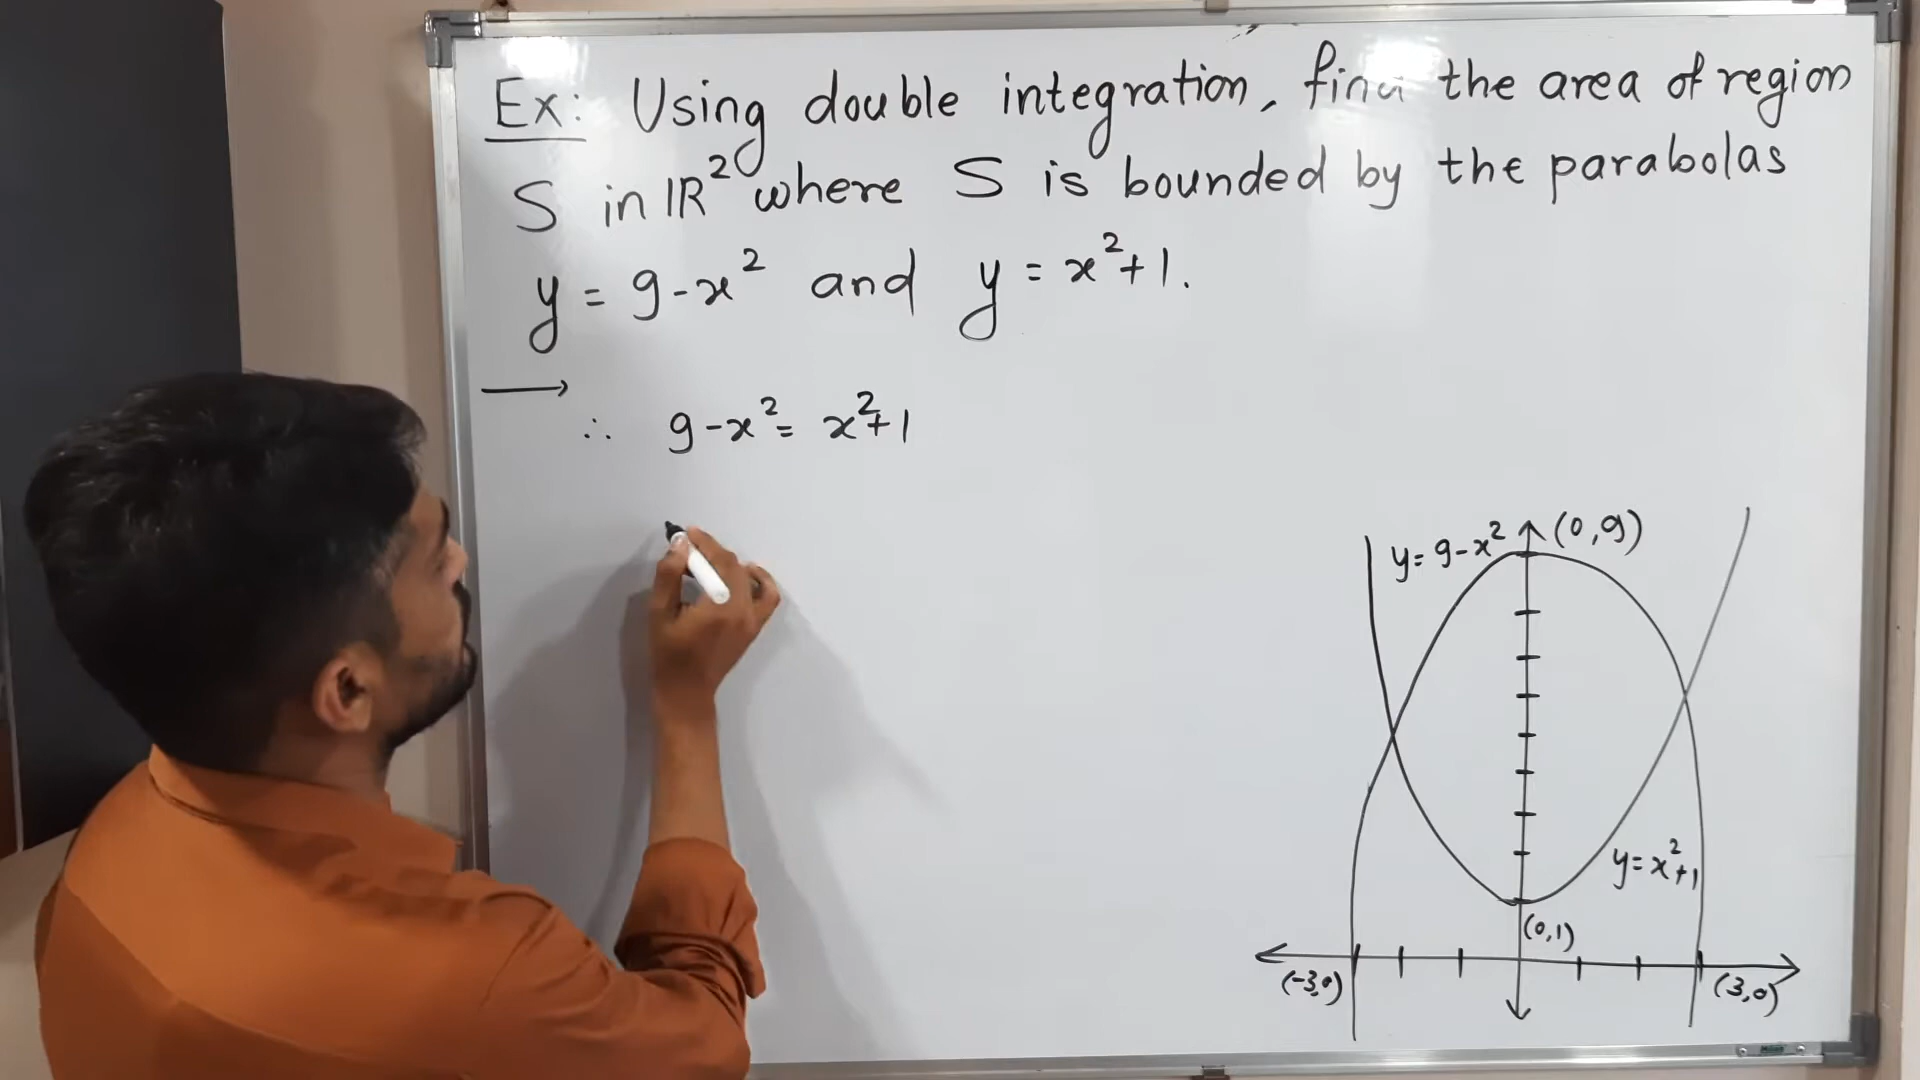 Ex: Using double integration, find the area of region
S in IR² where S is bounded by the parabolas
y = 9-x² and y = x²+1.
∴ 9-x² = x²+1
y = 9-x² (0,9)
y = x²+1
(0,1)
(-3,0) (3,0)